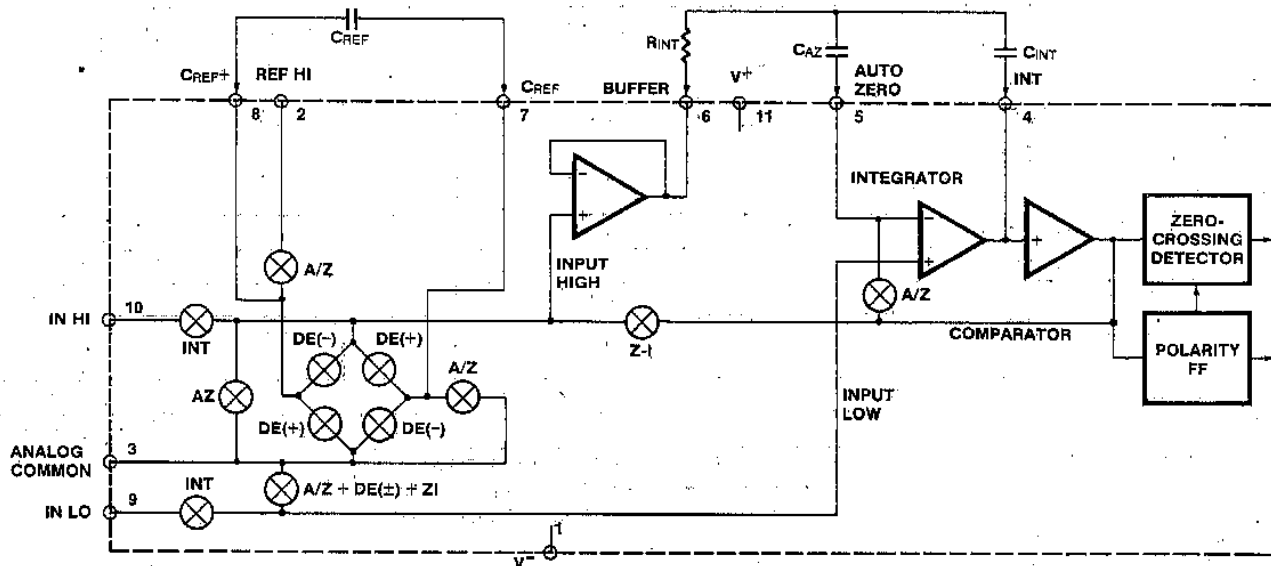 CREF
CREF+
REF HI
8
2
CREF
7
BUFFER
6
RINT
V+
11
CAZ
AUTO
ZERO
5
CINT
INT
4
A/Z
−
+
INPUT
HIGH
INTEGRATOR
−
+
A/Z
+
COMPARATOR
ZERO-
CROSSING
DETECTOR
POLARITY
FF
IN HI
10
INT
Z-I
DE(−)
DE(+)
A/Z
AZ
DE(+)
DE(−)
INPUT
LOW
ANALOG
COMMON
3
INT
A/Z + DE(±) + ZI
IN LO
9
1
V−